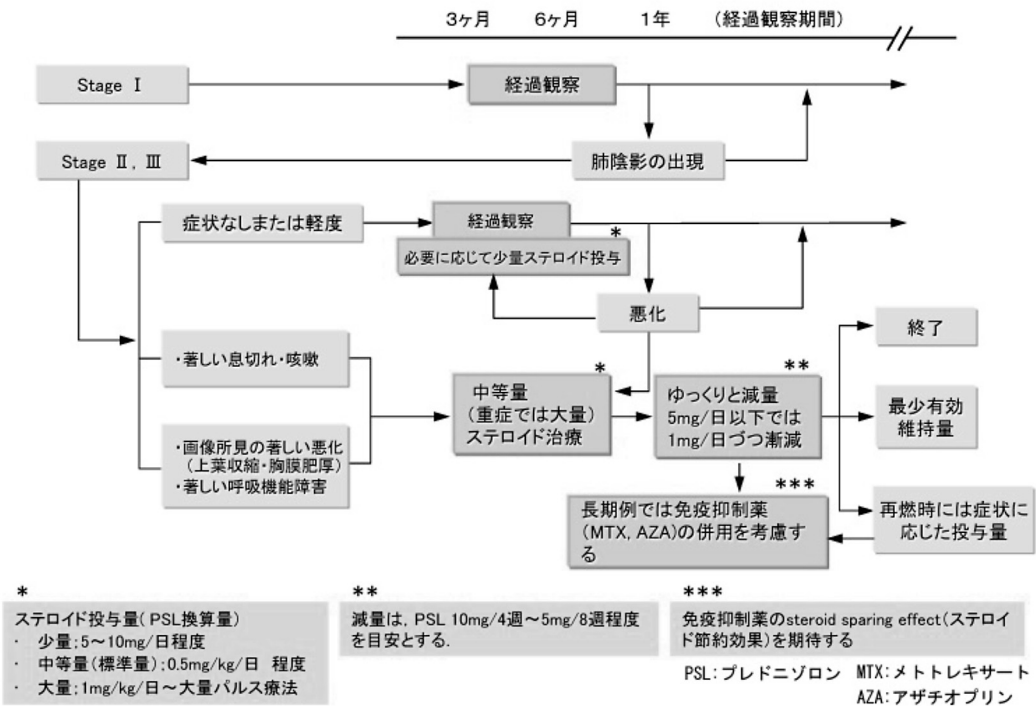 3ヶ月 6ヶ月 1年 (経過観察期間)
Stage Ⅰ
経過観察
肺陰影の出現
Stage Ⅱ, Ⅲ
症状なしまたは軽度
経過観察
*
必要に応じて少量ステロイド投与
悪化
・著しい息切れ・咳嗽
・画像所見の著しい悪化
(上葉収縮・胸膜肥厚)
・著しい呼吸機能障害
*
中等量
(重症では大量)
ステロイド治療
**
ゆっくりと減量
5mg/日以下では
1mg/日づつ漸減
終了
最少有効
維持量
再燃時には症状に
応じた投与量
***
長期例では免疫抑制薬
(MTX, AZA)の併用を考慮す
る
*
ステロイド投与量( PSL換算量)
・ 少量;5～10mg/日程度
・ 中等量(標準量);0.5mg/kg/日 程度
・ 大量;1mg/kg/日～大量パルス療法
**
減量は, PSL 10mg/4週～5mg/8週程度
を目安とする.
***
免疫抑制薬のsteroid sparing effect(ステロイ
ド節約効果)を期待する
PSL:プレドニゾロン MTX:メトトレキサート
AZA:アザチオプリン